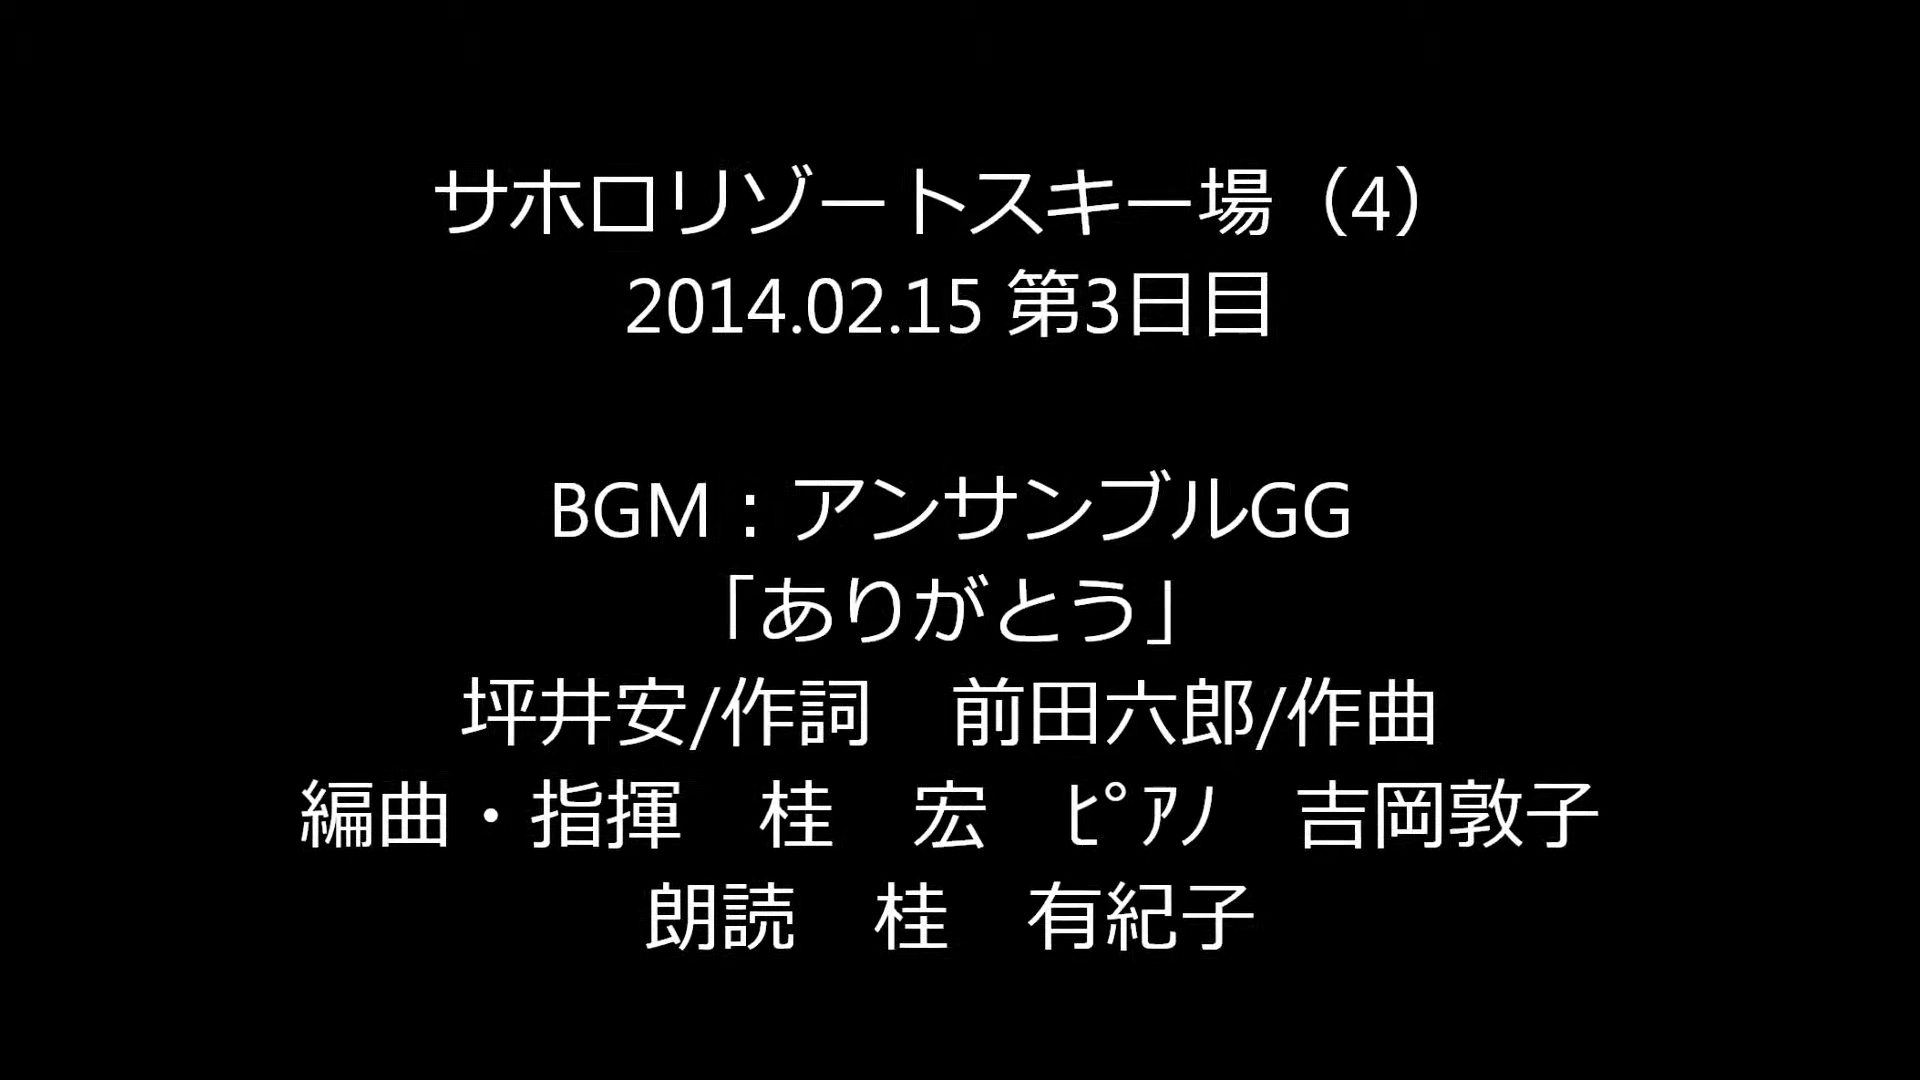 サホロリゾートスキー場（4）
2014.02.15 第3日目
BGM：アンサンブルGG
「ありがとう」
坪井安/作詞　前田六郎/作曲
編曲・指揮　桂　宏　ﾋﾟｱﾉ　吉岡敦子
朗読　桂　有紀子